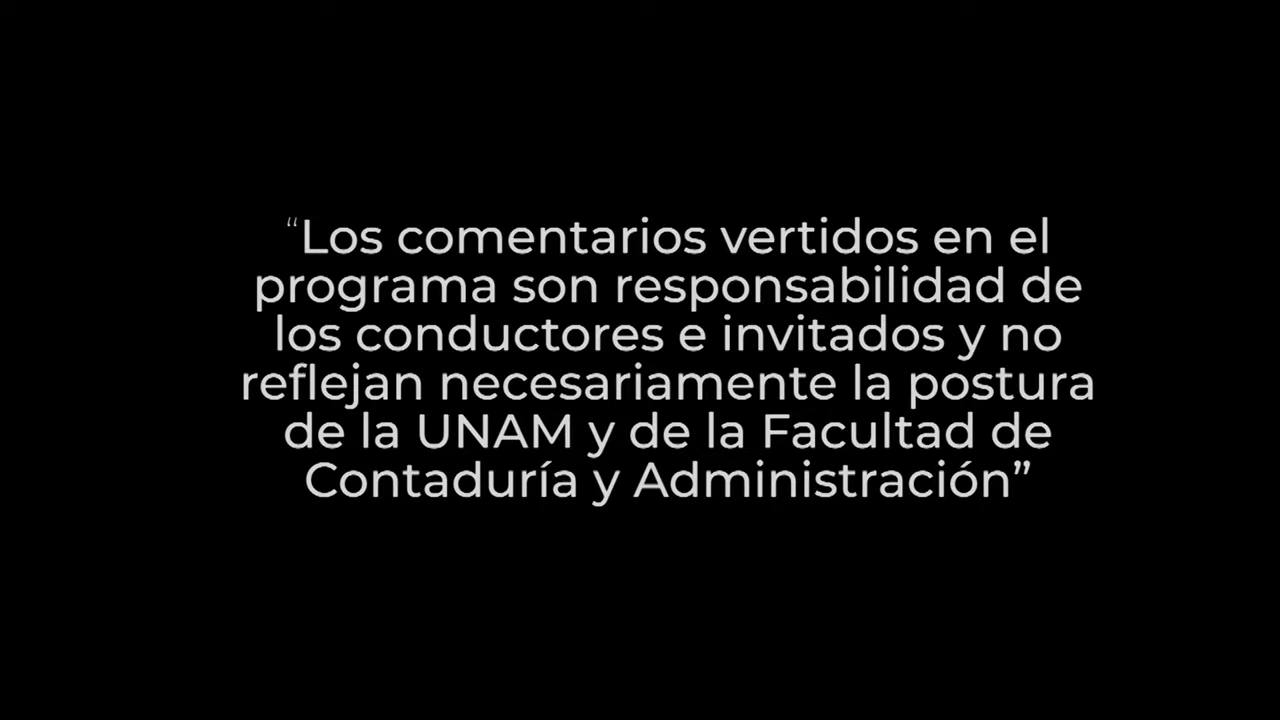 “Los comentarios vertidos en el
programa son responsabilidad de
los conductores e invitados y no
reflejan necesariamente la postura
de la UNAM y de la Facultad de
Contaduría y Administración”